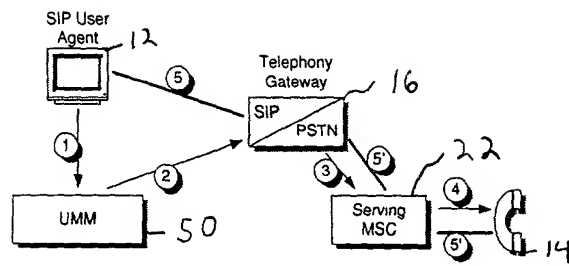 SIP User
Agent
12
Telephony
Gateway
16
SIP
PSTN
5
1
2
3
5'
22
UMM
50
Serving
MSC
4
5'
14